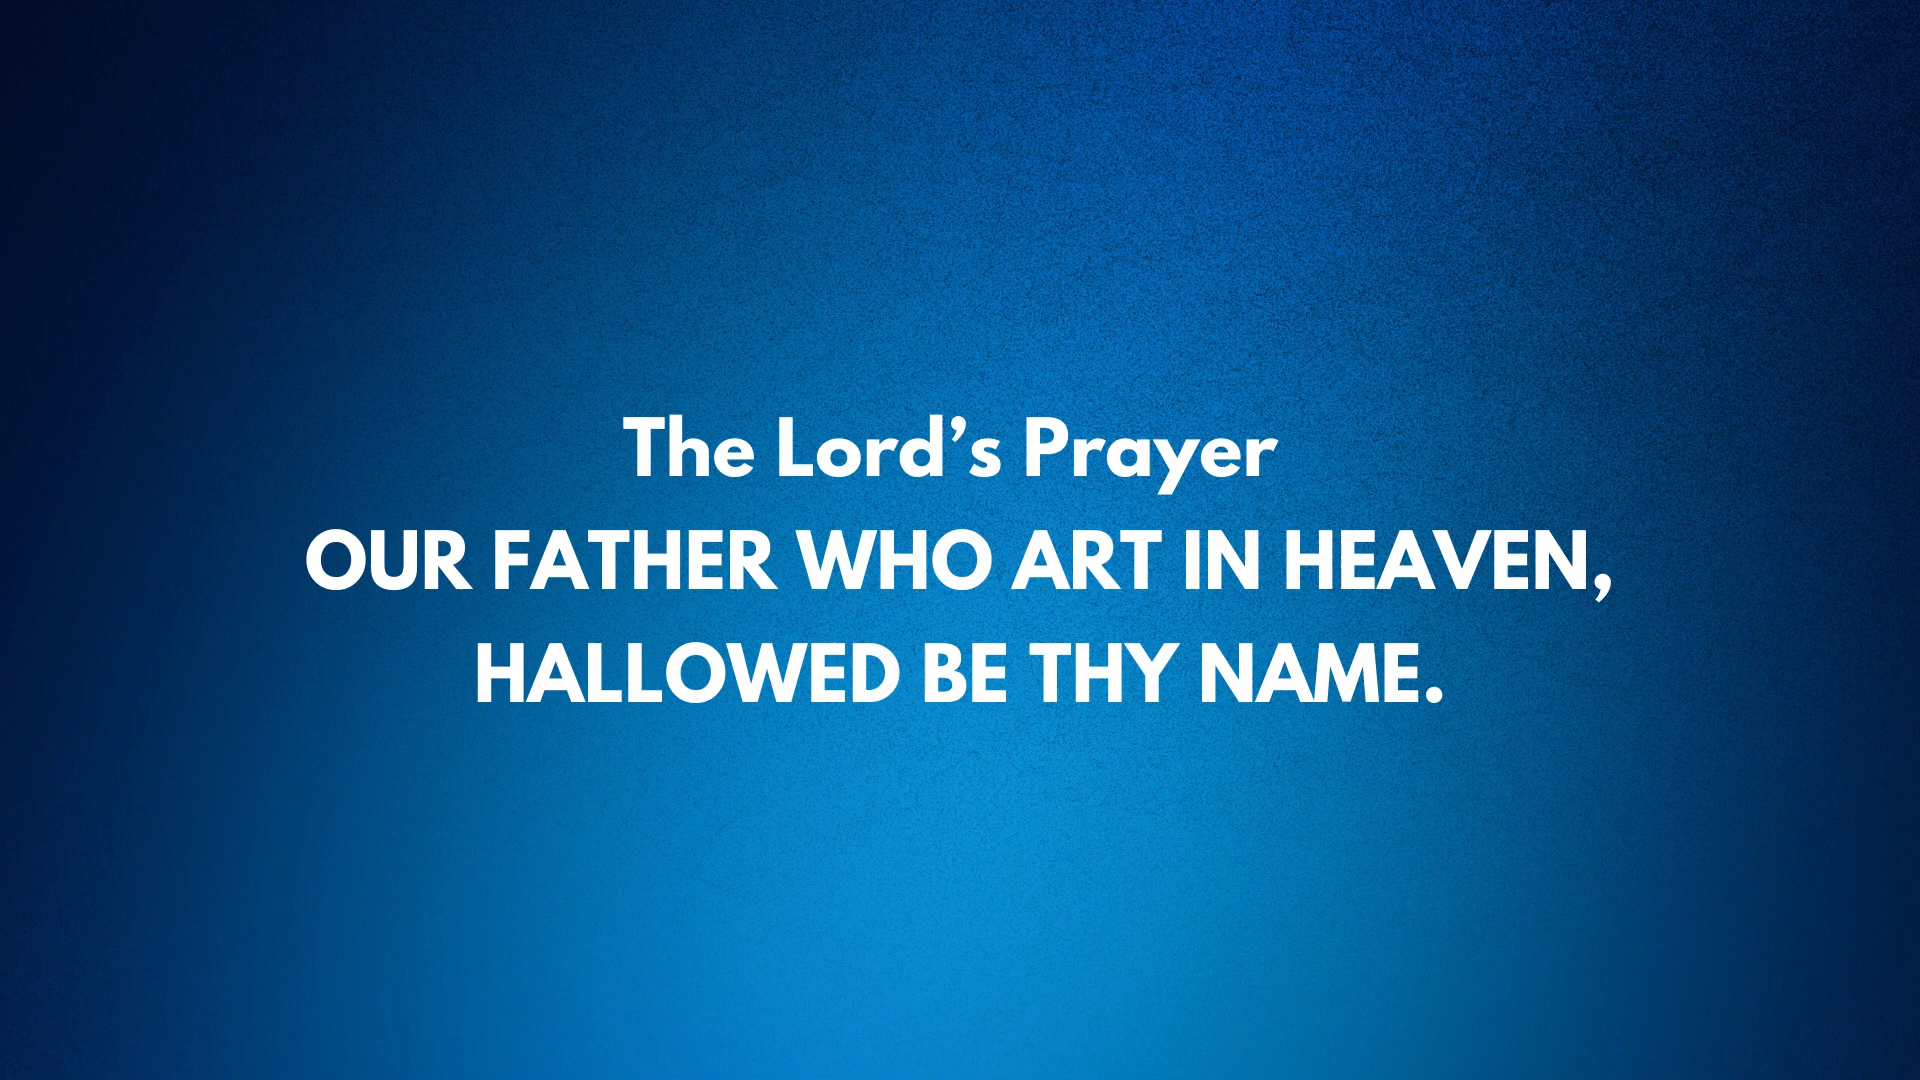 The Lord’s Prayer
OUR FATHER WHO ART IN HEAVEN,
HALLOWED BE THY NAME.